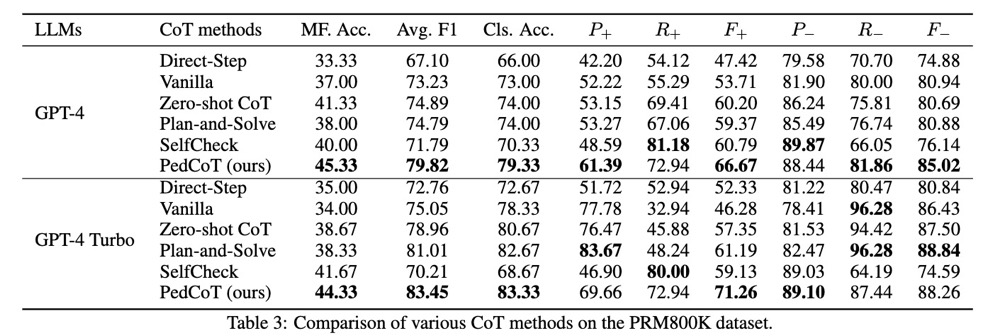 LLMs CoT methods MF. Acc. Avg. F1 Cls. Acc. P+ R+ F+ P− R− F−
Direct-Step 33.33 67.10 66.00 42.20 54.12 47.42 79.58 70.70 74.88
Vanilla 37.00 73.23 73.00 52.22 55.29 53.71 81.90 80.00 80.94
Zero-shot CoT 41.33 74.89 74.00 53.15 69.41 60.20 86.24 75.81 80.69
GPT-4
Plan-and-Solve 38.00 74.79 74.00 53.27 67.06 59.37 85.49 76.74 80.88
SelfCheck 40.00 71.79 70.33 48.59 81.18 60.79 89.87 66.05 76.14
PedCoT (ours) 45.33 79.82 79.33 61.39 72.94 66.67 88.44 81.86 85.02
Direct-Step 35.00 72.76 72.67 51.72 52.94 52.33 81.22 80.47 80.84
Vanilla 34.00 75.05 78.33 77.78 32.94 46.28 78.41 96.28 86.43
Zero-shot CoT 38.67 78.96 80.67 76.47 45.88 57.35 81.53 94.42 87.50
GPT-4 Turbo
Plan-and-Solve 38.33 81.01 82.67 83.67 48.24 61.19 82.47 96.28 88.84
SelfCheck 41.67 70.21 68.67 46.90 80.00 59.13 89.03 64.19 74.59
PedCoT (ours) 44.33 83.45 83.33 69.66 72.94 71.26 89.10 87.44 88.26
Table 3: Comparison of various CoT methods on the PRM800K dataset.